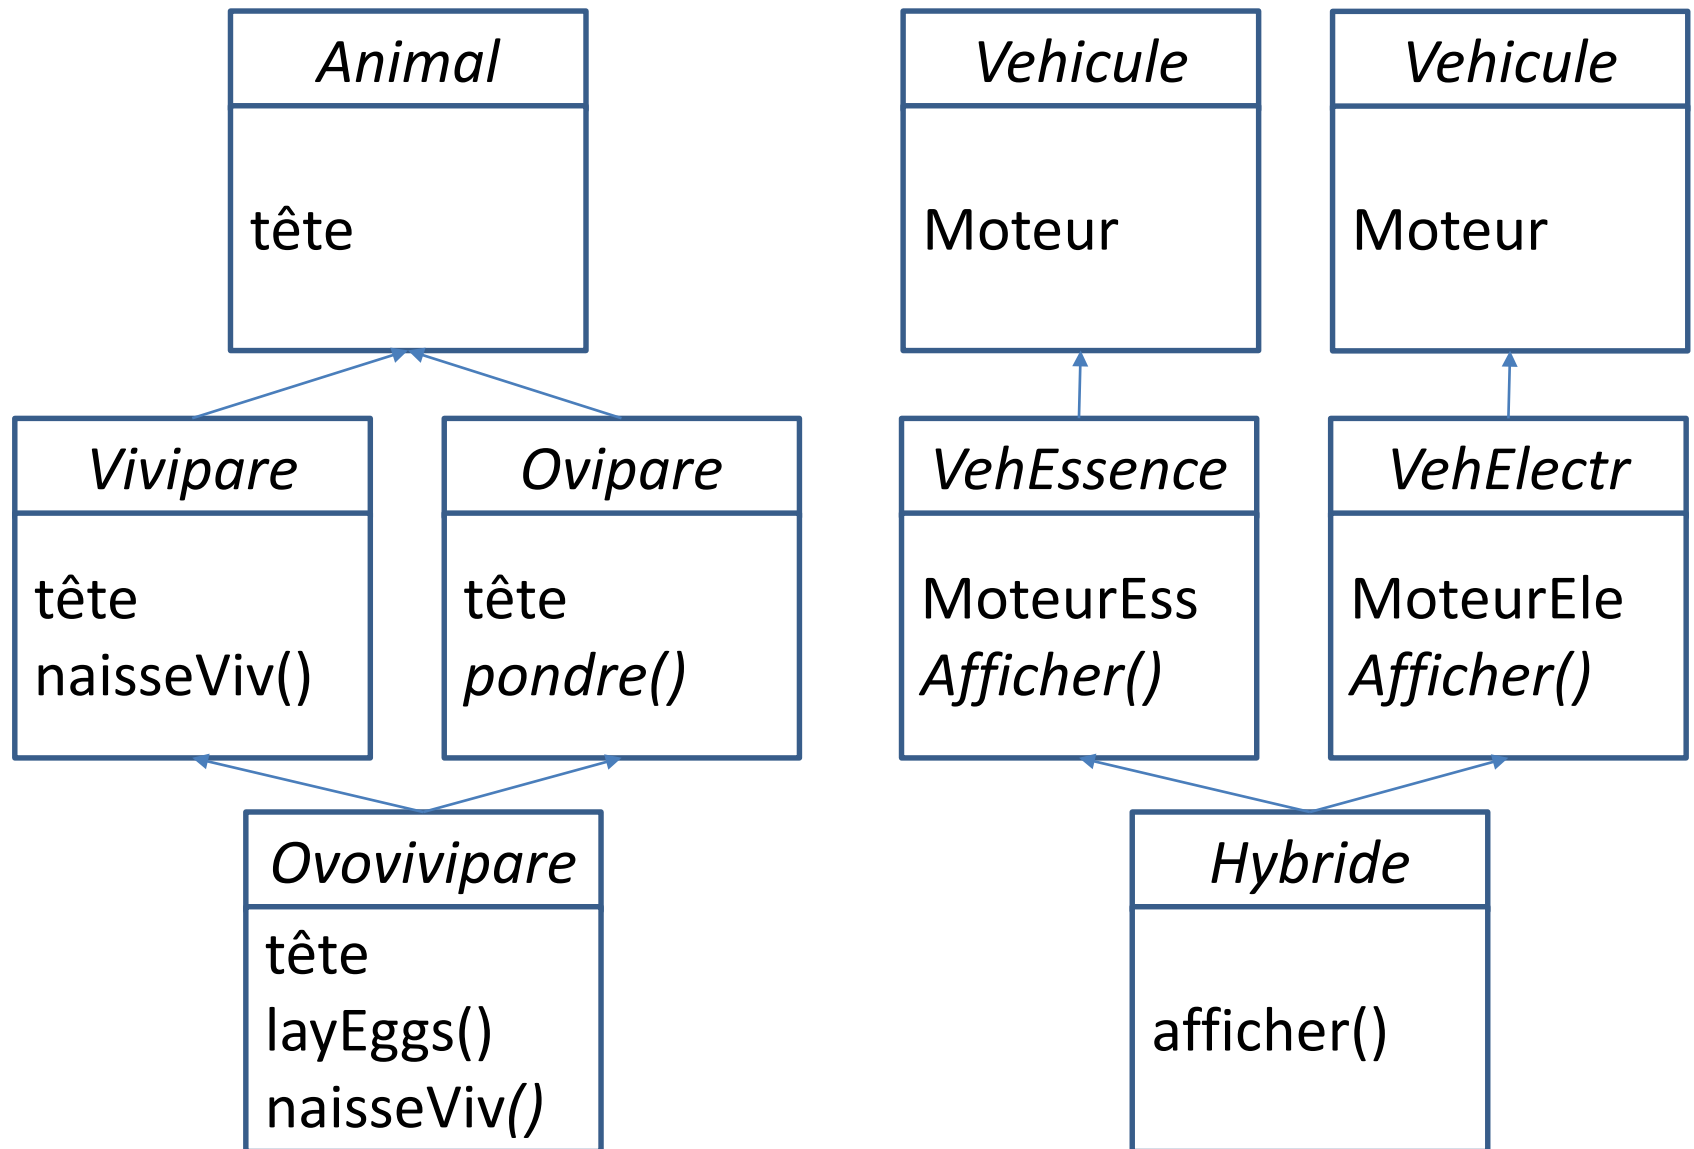 Animal
tête
Vehicule
Moteur
Vehicule
Moteur
Vivipare
tête
naisseViv()
Ovipare
tête
pondre()
VehEssence
MoteurEss
Afficher()
VehElectr
MoteurEle
Afficher()
Ovovivipare
tête
layEggs()
naisseViv()
Hybride
afficher()